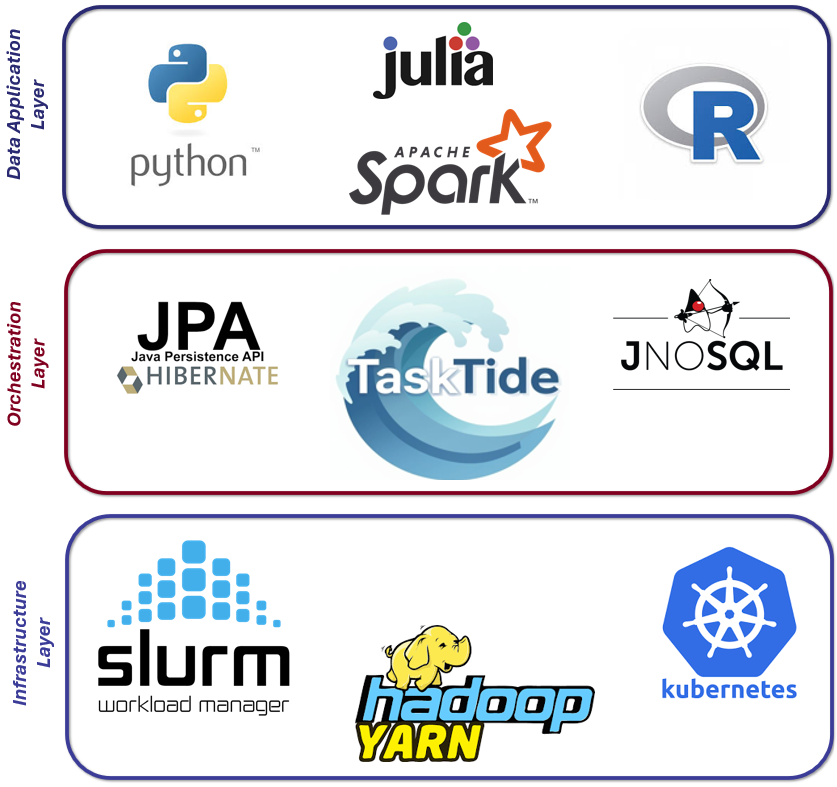 Data Application
Layer
python™
julia
APACHE
Spark™
R
Orchestration
Layer
JPA
Java Persistence API
HIBERNATE
TaskTide
JNOSQL
Infrastructure
Layer
slurm
workload manager
hadoop
YARN
kubernetes